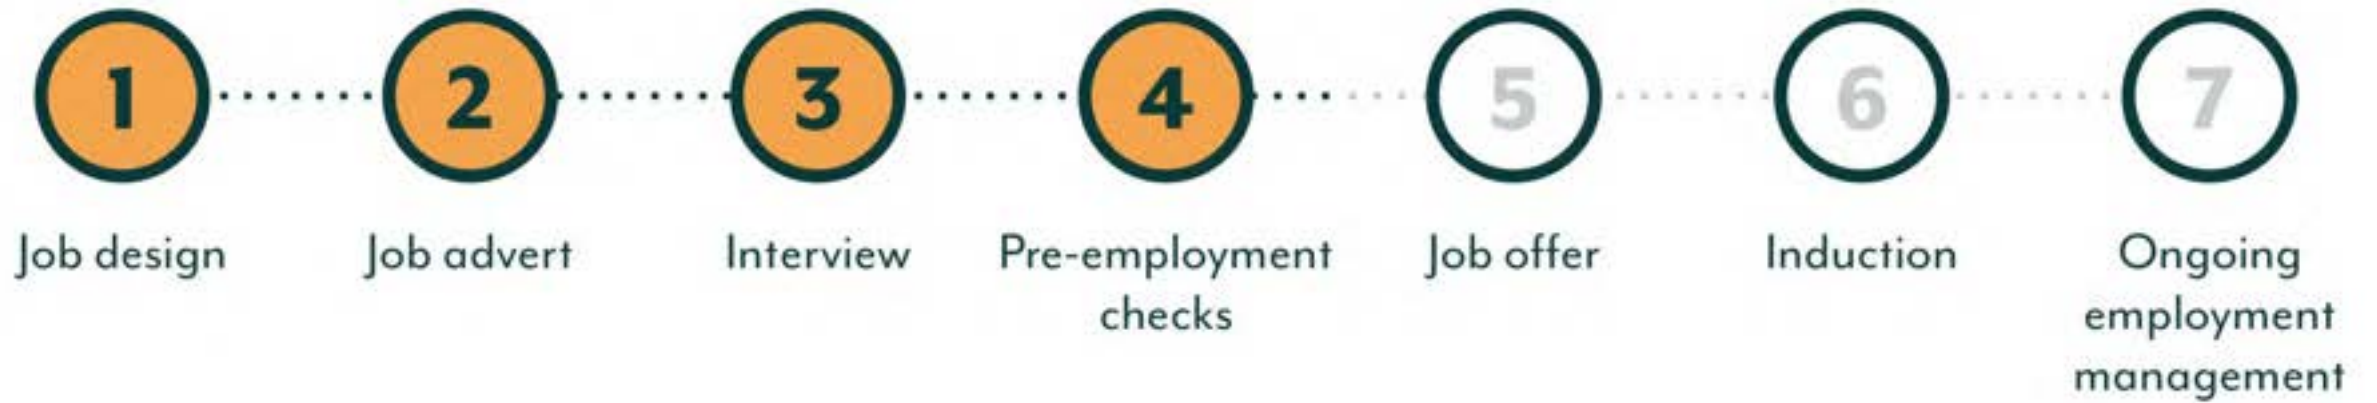 1
2
3
4
5
6
7
Job design
Job advert
Interview
Pre-employment
checks
Job offer
Induction
Ongoing
employment
management